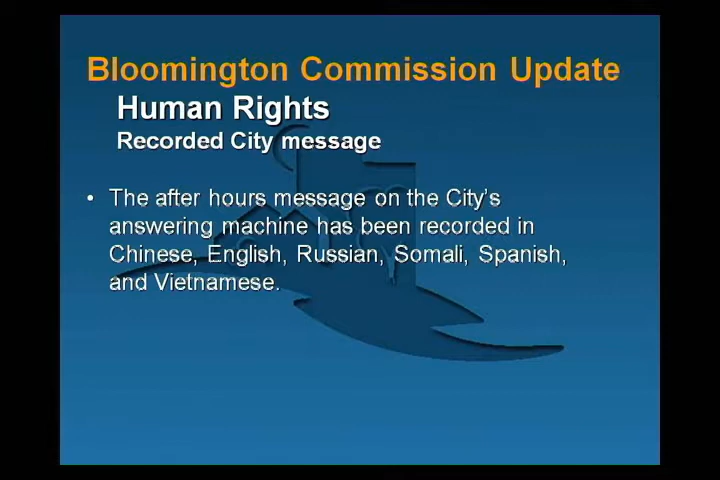 Bloomington Commission Update
Human Rights
Recorded City message
• The after hours message on the City's
answering machine has been recorded in
Chinese, English, Russian, Somali, Spanish,
and Vietnamese.